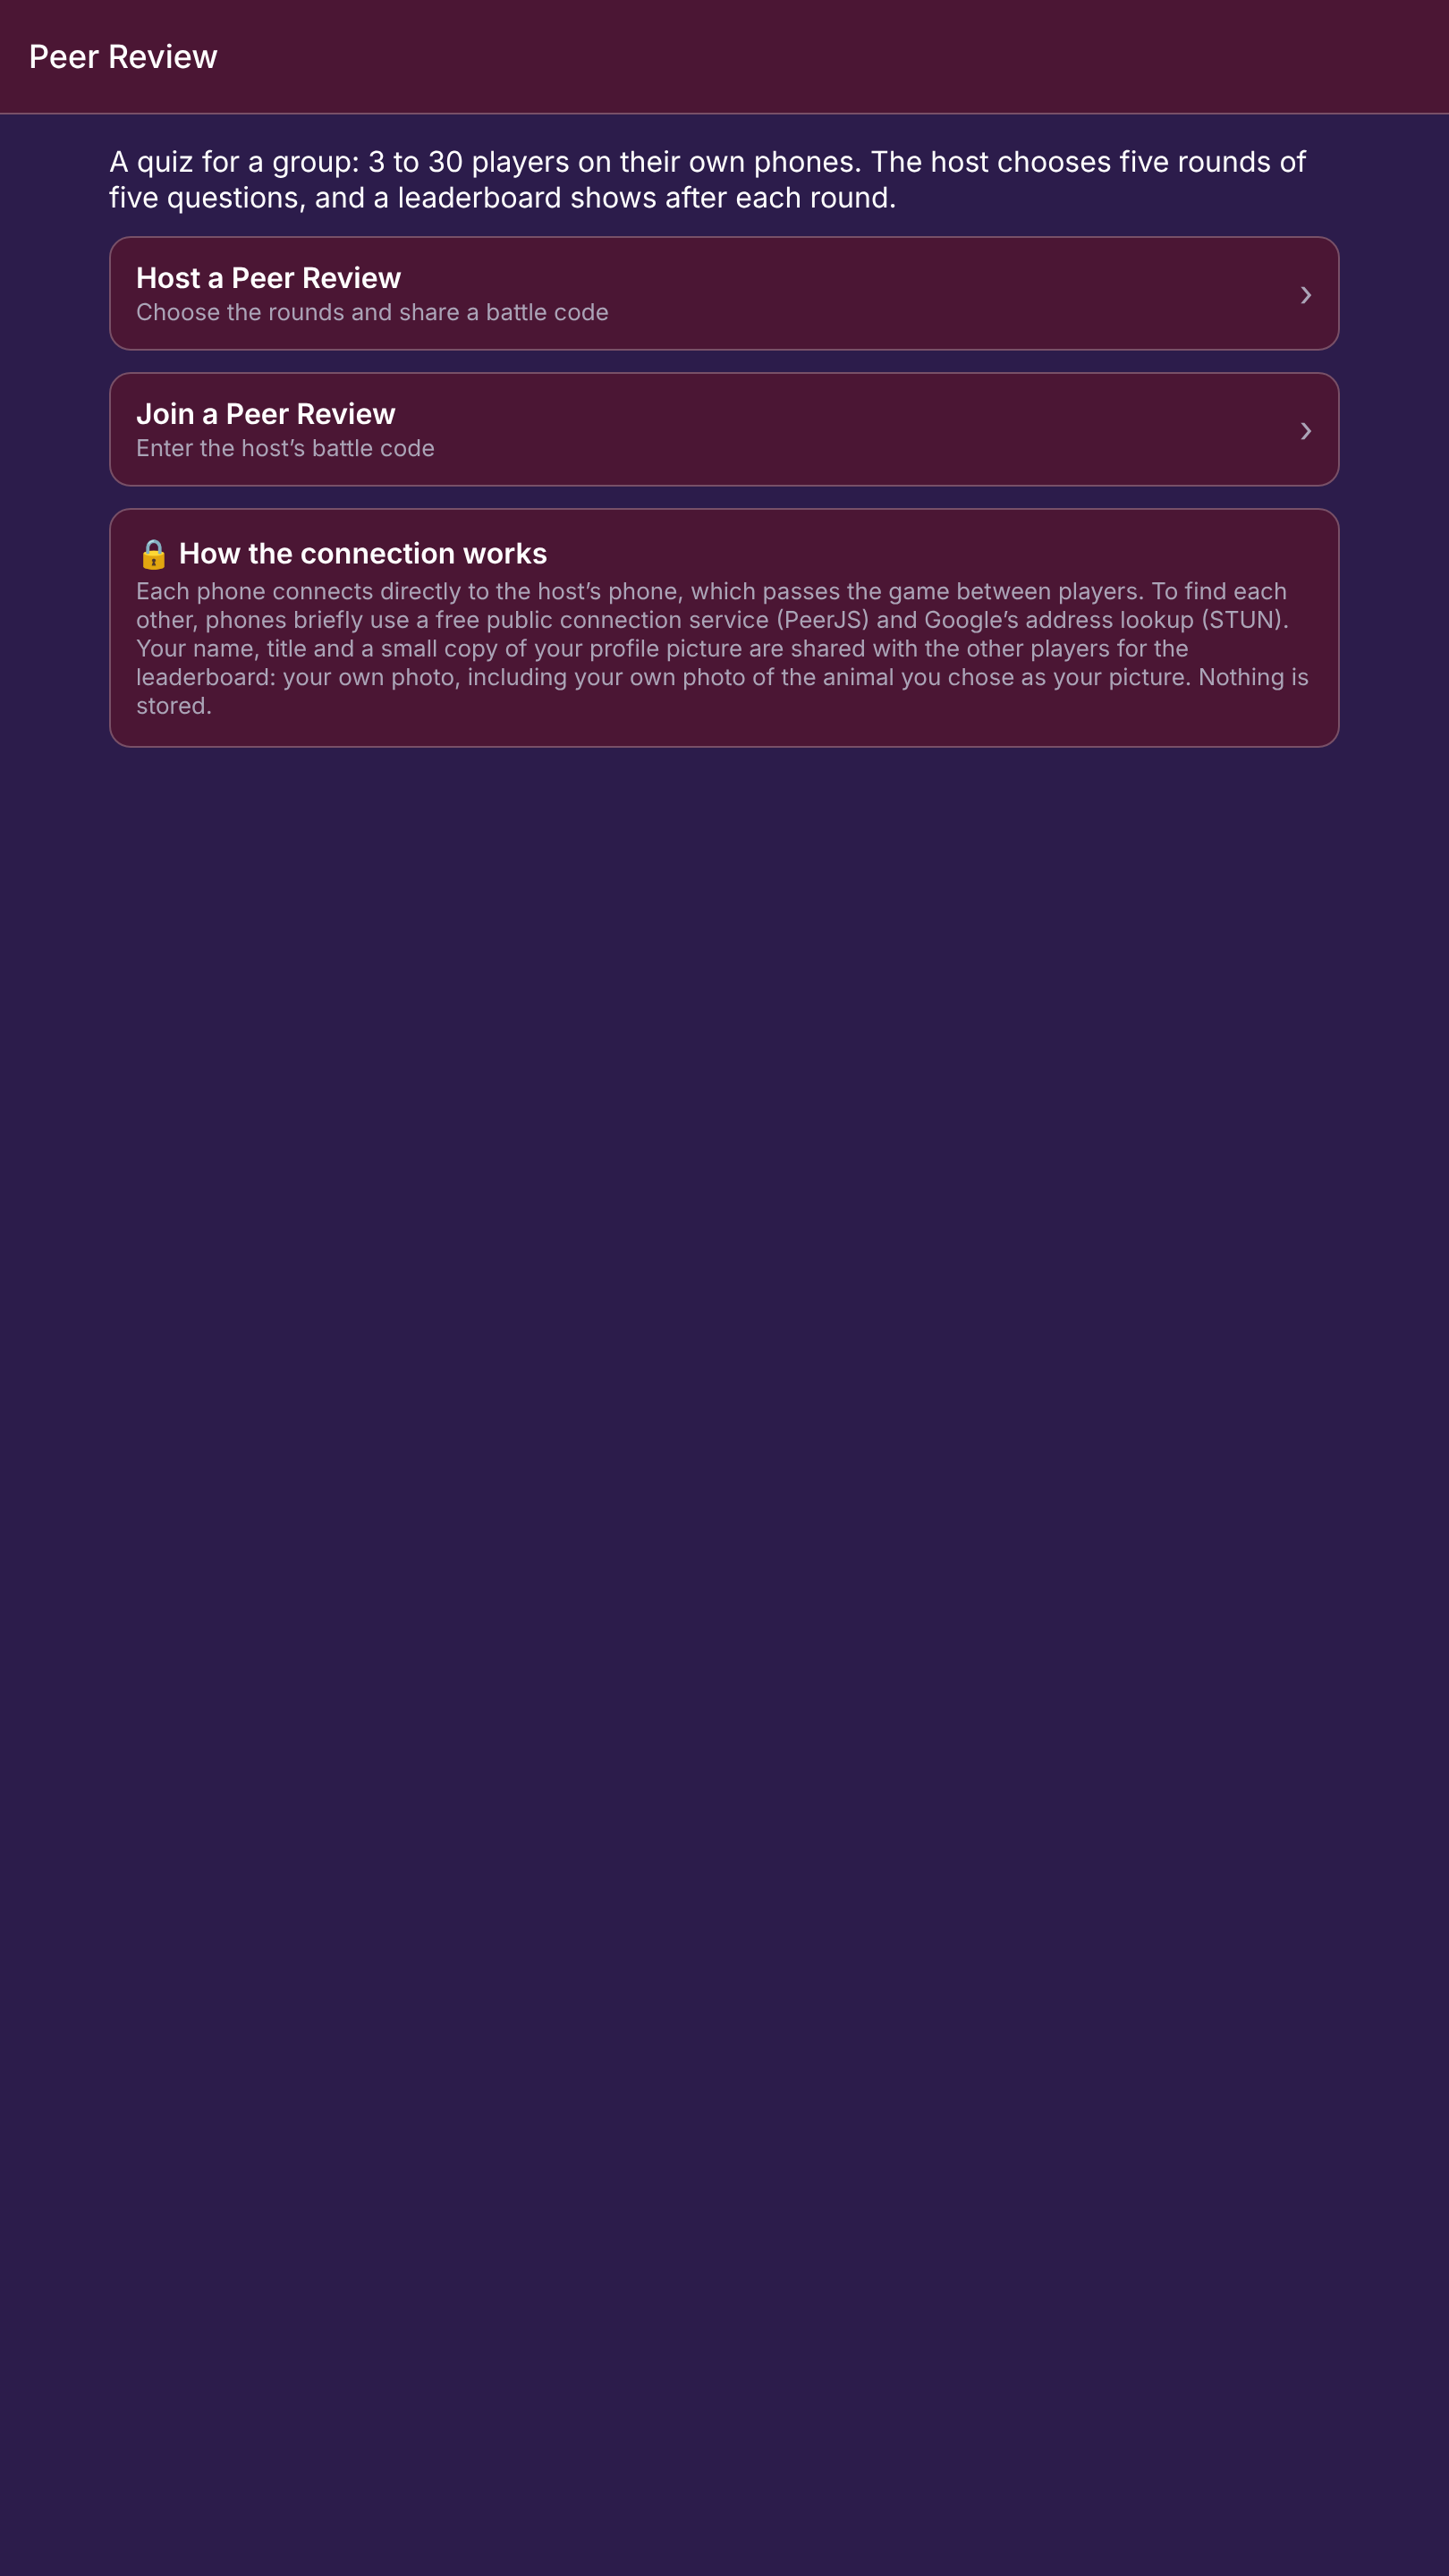 Peer Review
A quiz for a group: 3 to 30 players on their own phones. The host chooses five rounds of
five questions, and a leaderboard shows after each round.
Host a Peer Review
Choose the rounds and share a battle code
Join a Peer Review
Enter the host’s battle code
🔒 How the connection works
Each phone connects directly to the host’s phone, which passes the game between players. To find each
other, phones briefly use a free public connection service (PeerJS) and Google’s address lookup (STUN).
Your name, title and a small copy of your profile picture are shared with the other players for the
leaderboard: your own photo, including your own photo of the animal you chose as your picture. Nothing is
stored.